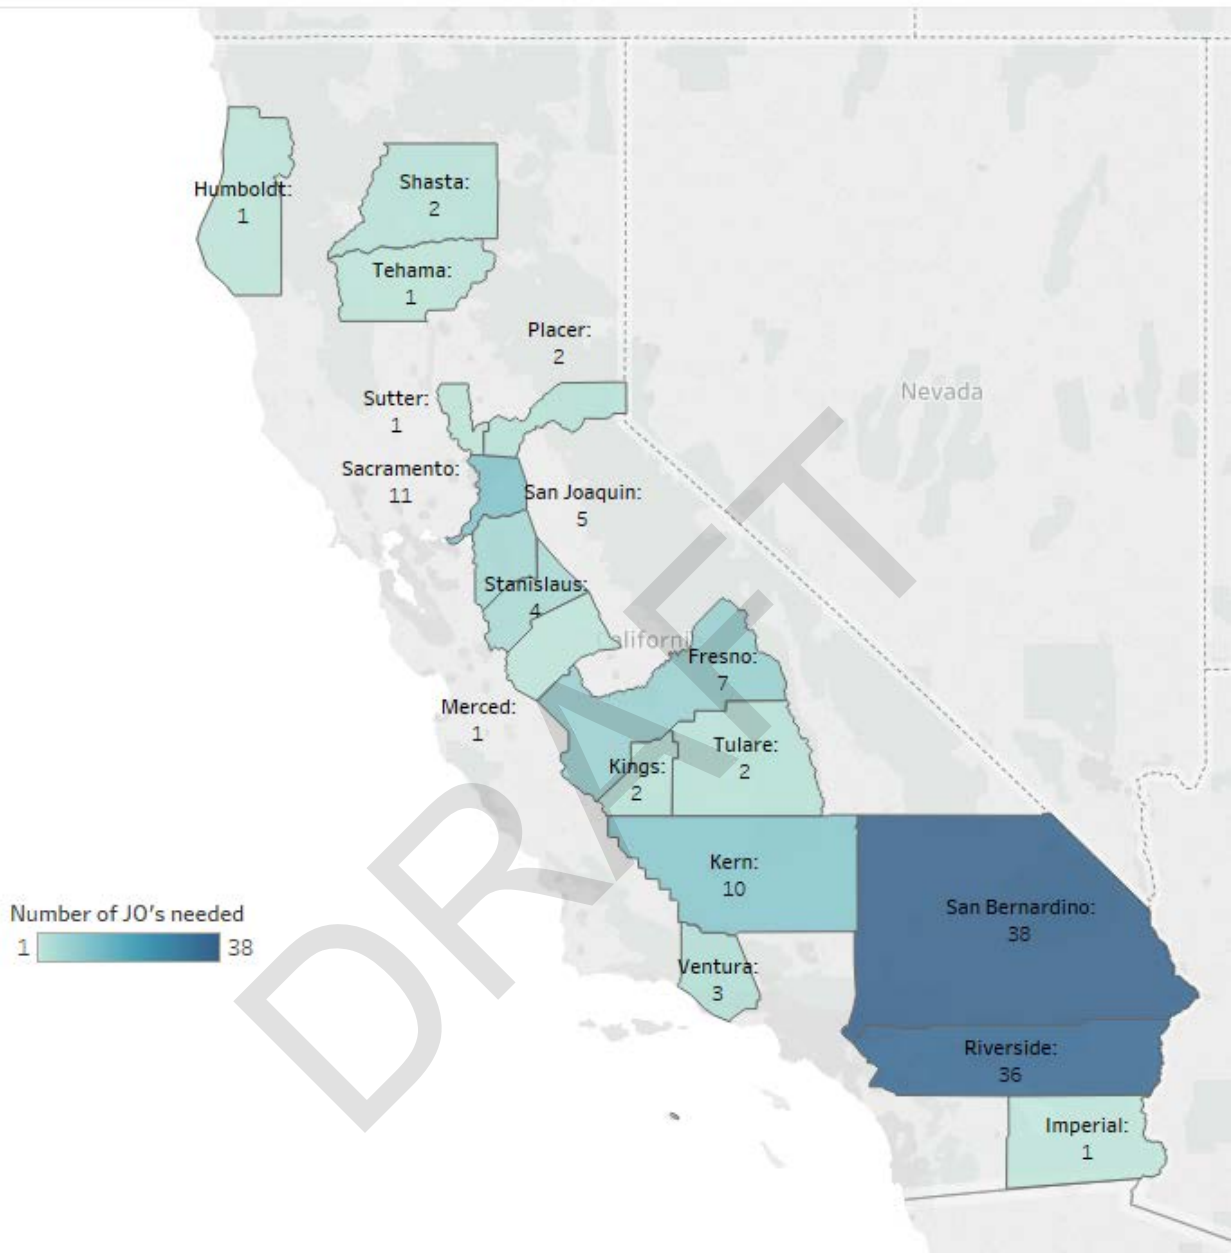 Humboldt:
1
Shasta:
2
Tehama:
1
Placer:
2
Nevada
Sutter:
1
Sacramento:
11
San Joaquin:
5
Stanislaus:
4
California
Fresno:
7
Merced:
1
Tulare:
2
Kings:
2
Kern:
10
San Bernardino:
38
Number of JO's needed
1 38
Ventura:
3
Riverside:
36
Imperial:
1
DRAFT